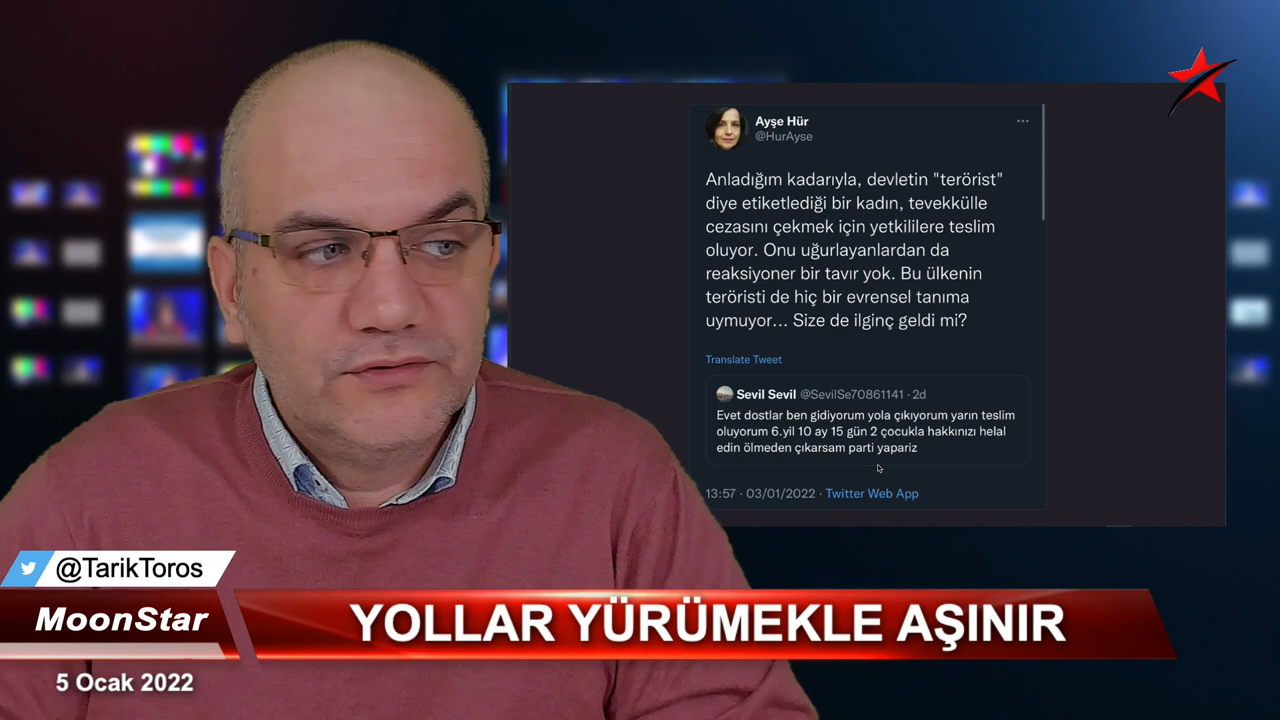 Ayşe Hür
@HurAyse
Anladığım kadarıyla, devletin "terörist"
diye etiketlediği bir kadın, tevekkülle
cezasını çekmek için yetkililere teslim
oluyor. Onu uğurlayanlardan da
reaksiyoner bir tavır yok. Bu ülkenin
teröristi de hiç bir evrensel tanıma
uymuyor... Size de ilginç geldi mi?
Translate Tweet
Sevil Sevil @SevilSe70861141 · 2d
Evet dostlar ben gidiyorum yola çıkıyorum yarın teslim
oluyorum 6.yil 10 ay 15 gün 2 çocukla hakkınızı helal
edin ölmeden çıkarsam parti yapariz
13:57 · 03/01/2022 · Twitter Web App
@TarikToros
MoonStar
YOLLAR YÜRÜMEKLE AŞINIR
5 Ocak 2022